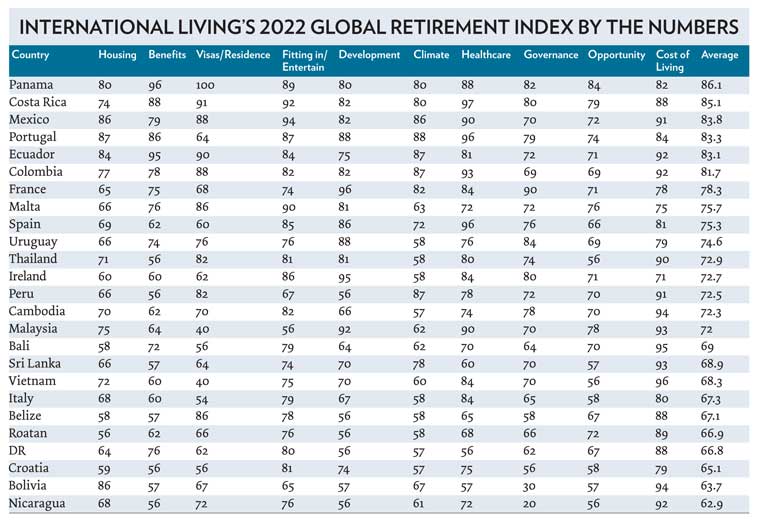 INTERNATIONAL LIVING'S 2022 GLOBAL RETIREMENT INDEX BY THE NUMBERS
Country Housing Benefits Visas/Residence Fitting in/ Entertain Development Climate Healthcare Governance Opportunity Cost of Living Average
Panama 80 96 100 89 80 80 88 82 84 82 86.1
Costa Rica 74 88 91 92 82 80 97 80 79 88 85.1
Mexico 86 79 88 94 82 86 90 70 72 91 83.8
Portugal 87 86 64 87 88 88 96 79 74 84 83.3
Ecuador 84 95 90 84 75 87 81 72 71 92 83.1
Colombia 77 78 88 82 82 87 93 69 69 92 81.7
France 65 75 68 74 96 82 84 90 71 78 78.3
Malta 66 76 86 90 81 63 72 72 76 75 75.7
Spain 69 62 60 85 86 72 96 76 66 81 75.3
Uruguay 66 74 76 76 88 58 76 84 69 79 74.6
Thailand 71 56 82 81 81 58 80 74 56 90 72.9
Ireland 60 60 62 86 95 58 84 80 71 71 72.7
Peru 66 56 82 67 56 87 78 72 70 91 72.5
Cambodia 70 62 70 82 66 57 74 78 70 94 72.3
Malaysia 75 64 40 56 92 62 90 70 78 93 72
Bali 58 72 56 79 64 62 70 64 70 95 69
Sri Lanka 66 57 64 74 70 78 60 70 57 93 68.9
Vietnam 72 60 40 75 70 60 84 70 56 96 68.3
Italy 68 60 54 79 67 58 84 65 58 80 67.3
Belize 58 57 86 78 56 58 65 58 67 88 67.1
Roatan 56 62 66 76 56 58 68 66 72 89 66.9
DR 64 76 62 80 56 57 56 62 67 88 66.8
Croatia 59 56 56 81 74 57 75 56 58 79 65.1
Bolivia 86 57 67 65 57 67 57 30 57 94 63.7
Nicaragua 68 56 72 76 56 61 72 20 56 92 62.9